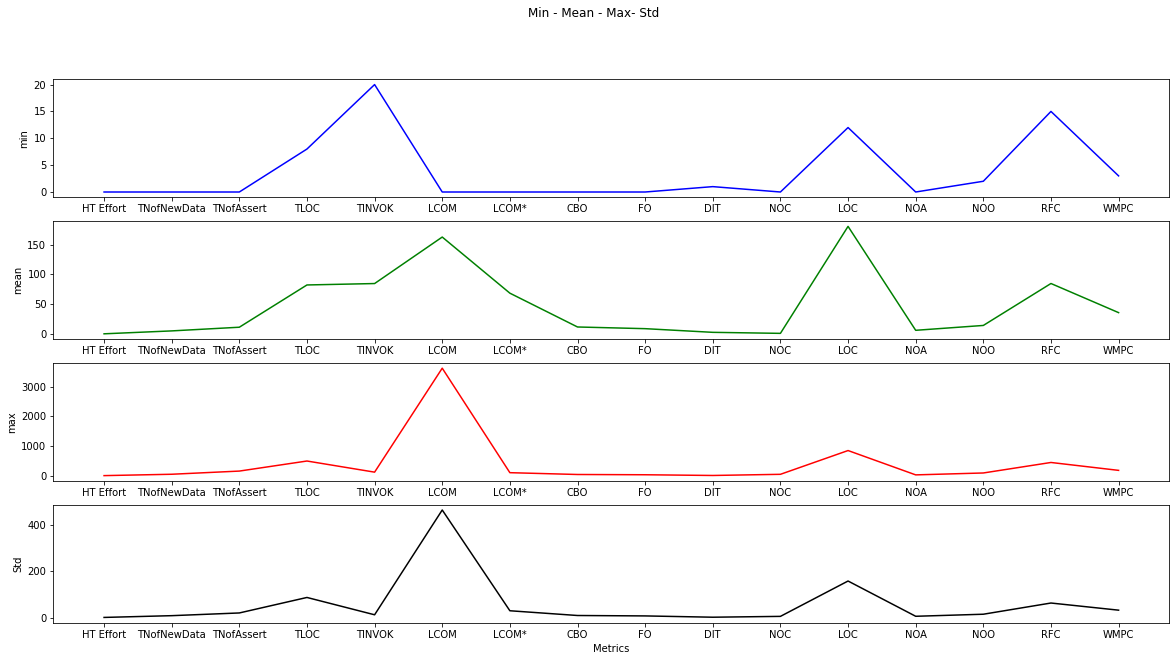 Min - Mean - Max- Std
20
15
10
5
0
min
HT Effort TNofNewData TNofAssert TLOC TINVOK LCOM LCOM* CBO FO DIT NOC LOC NOA NOO RFC WMPC
150
100
50
0
mean
HT Effort TNofNewData TNofAssert TLOC TINVOK LCOM LCOM* CBO FO DIT NOC LOC NOA NOO RFC WMPC
3000
2000
1000
0
max
HT Effort TNofNewData TNofAssert TLOC TINVOK LCOM LCOM* CBO FO DIT NOC LOC NOA NOO RFC WMPC
400
200
0
Std
HT Effort TNofNewData TNofAssert TLOC TINVOK LCOM LCOM* CBO FO DIT NOC LOC NOA NOO RFC WMPC
Metrics